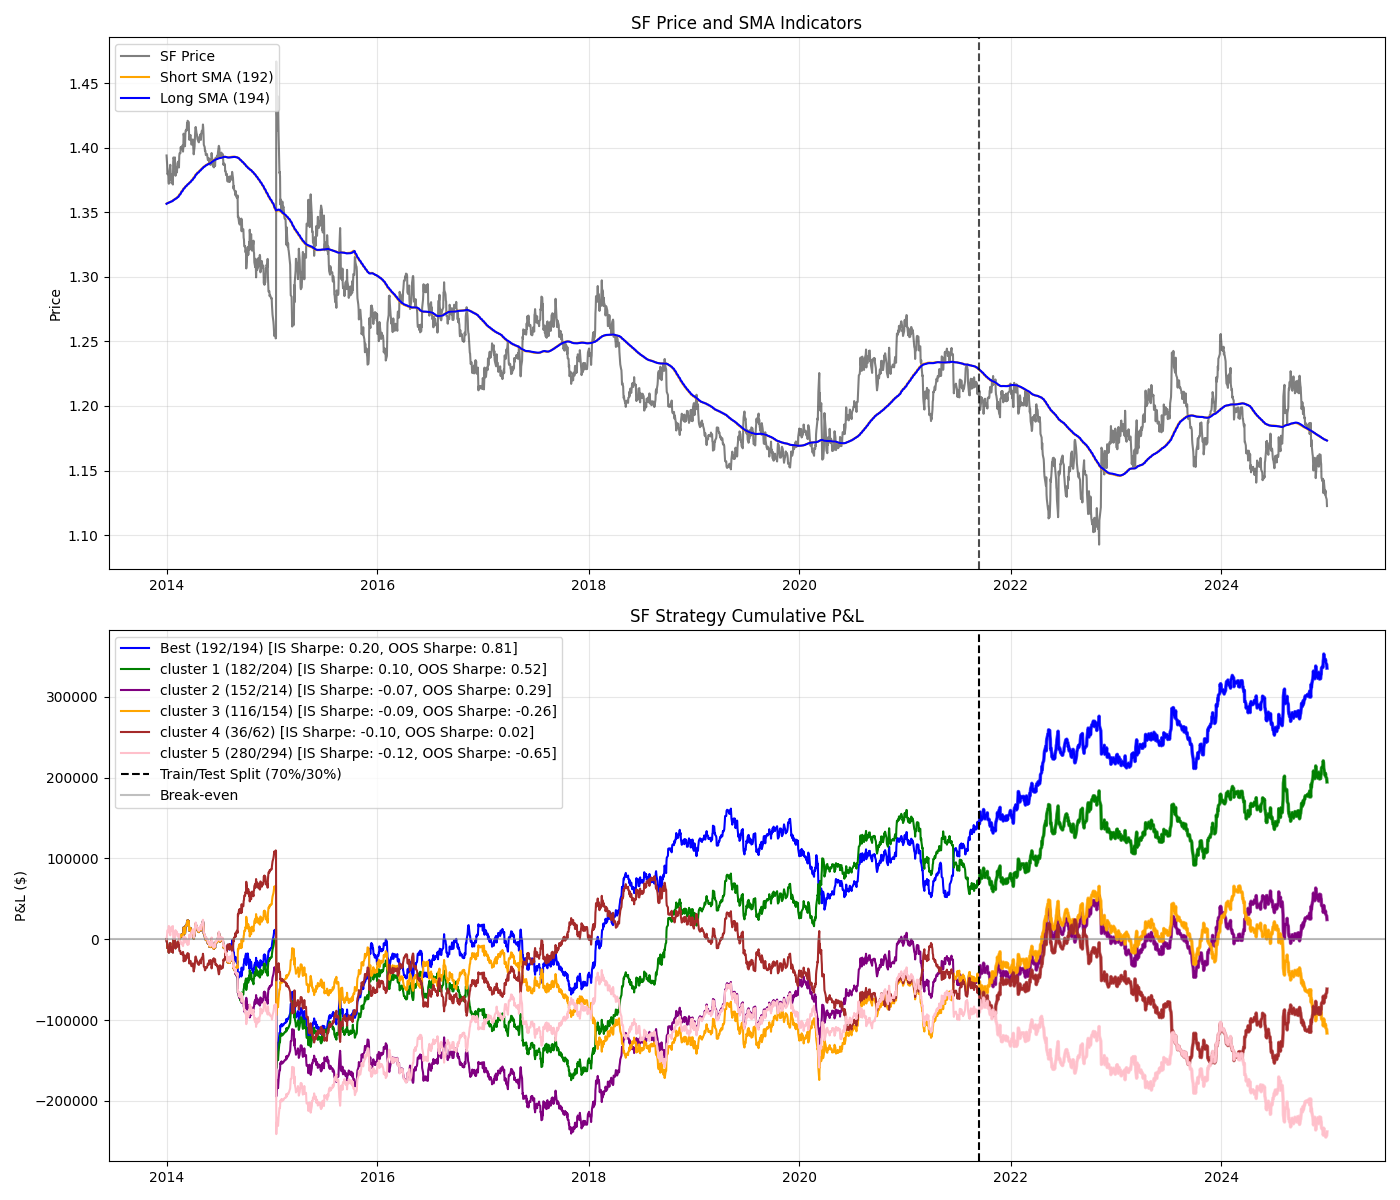 SF Price and SMA Indicators
SF Price
Short SMA (192)
Long SMA (194)
Price
1.45
1.40
1.35
1.30
1.25
1.20
1.15
1.10
2014 2016 2018 2020 2022 2024
SF Strategy Cumulative P&L
Best (192/194) [IS Sharpe: 0.20, OOS Sharpe: 0.81]
cluster 1 (182/204) [IS Sharpe: 0.10, OOS Sharpe: 0.52]
cluster 2 (152/214) [IS Sharpe: -0.07, OOS Sharpe: 0.29]
cluster 3 (116/154) [IS Sharpe: -0.09, OOS Sharpe: -0.26]
cluster 4 (36/62) [IS Sharpe: -0.10, OOS Sharpe: 0.02]
cluster 5 (280/294) [IS Sharpe: -0.12, OOS Sharpe: -0.65]
Train/Test Split (70%/30%)
Break-even
P&L ($)
300000
200000
100000
0
−100000
−200000
2014 2016 2018 2020 2022 2024